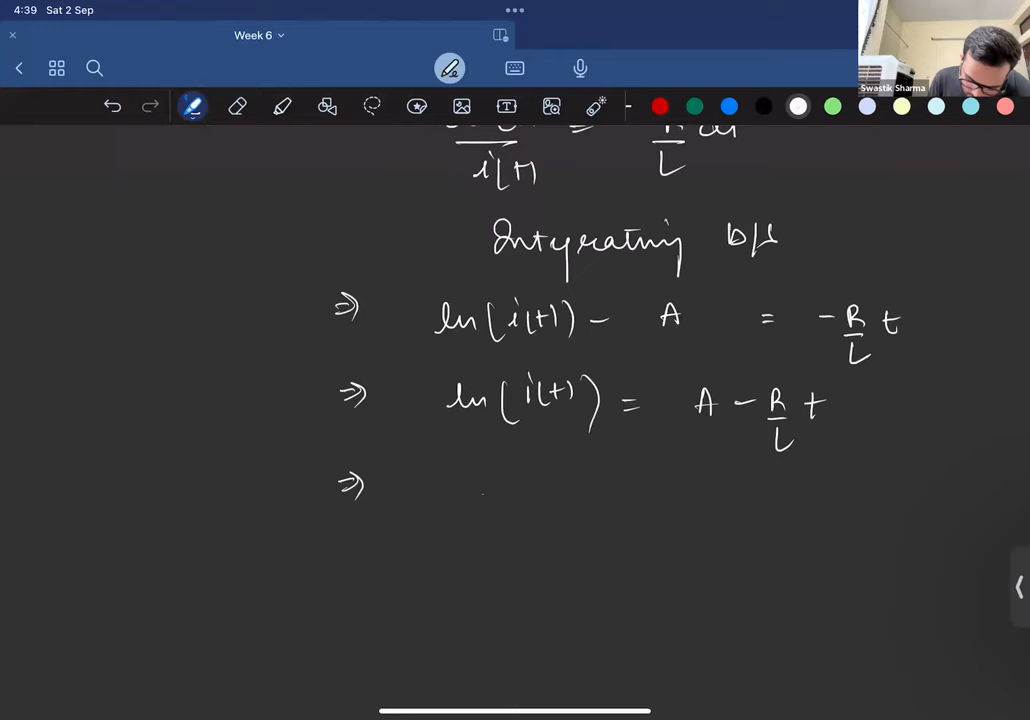 4:39 Sat 2 Sep
Week 6
Swastik Sharma
i(t)
L
Integrating b/s
⇒ ln(i(t)) - A = - R/L t
⇒ ln(i(t)) = A - R/L t
⇒